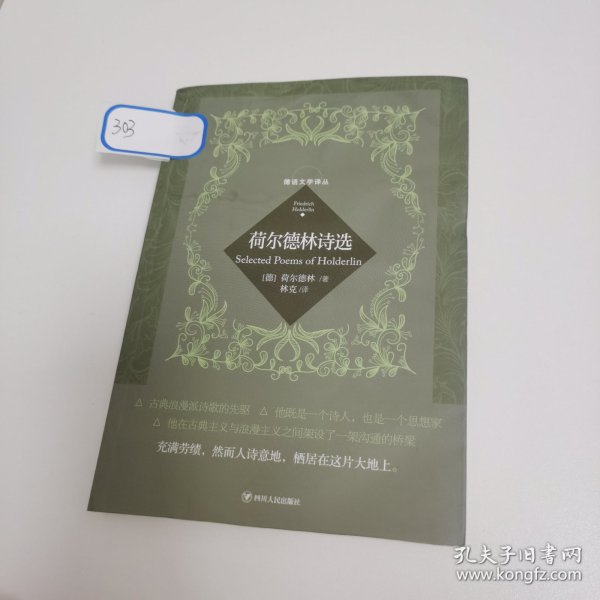 303
德语文学译丛
Friedrich
Holderlin
荷尔德林诗选
Selected Poems of Holderlin
[德] 荷尔德林 / 著
林克 / 译
△ 古典浪漫派诗歌的先驱 △ 他既是一个诗人，也是一个思想家
△ 他在古典主义与浪漫主义之间架设了一架沟通的桥梁
充满劳绩，然而人诗意地，栖居在这片大地上。
四川人民出版社
孔夫子旧书网
www.kongfz.com